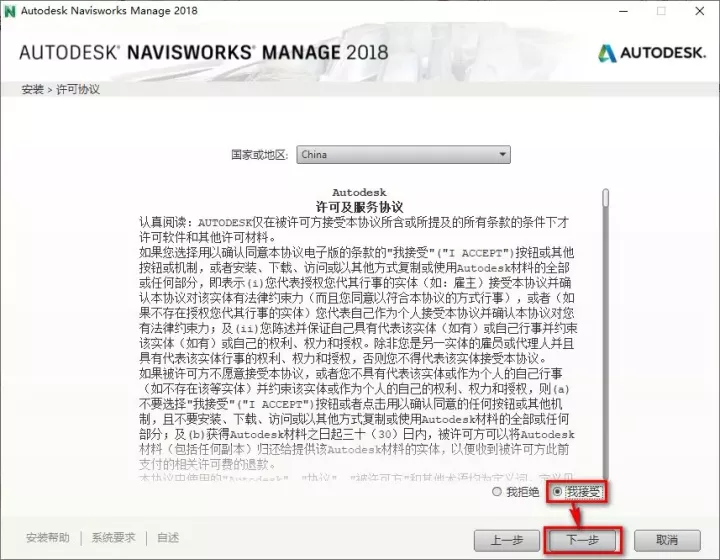 Autodesk Navisworks Manage 2018
AUTODESK® NAVISWORKS® MANAGE 2018
AUTODESK.
安装 > 许可协议
国家或地区: China
Autodesk
许可及服务协议
认真阅读: AUTODESK仅在被许可方接受本协议所含或所提及的所有条款的条件下才
许可软件和其他许可材料。
如果您选择用以确认同意本协议电子版的条款的"我接受"("I ACCEPT")按钮或其他
按钮或机制, 或者安装、下载、访问或以其他方式复制或使用Autodesk材料的全部
或任何部分, 即表示(i)您代表授权您代其行事的实体（如: 雇主）接受本协议并确
认本协议对该实体有法律约束力（而且您同意以符合本协议的方式行事）, 或者（如
果不存在授权您代其行事的实体）您代表自己作为个人接受本协议并确认本协议对您
有法律约束力; 及(ii)您陈述并保证自己具有代表该实体（如有）或自己行事并约束
该实体（如有）或自己的权利、权力和授权。除非您是另一实体的雇员或代理人并且
具有代表该实体行事的权利、权力和授权, 否则您不得代表该实体接受本协议。
如果被许可方不愿意接受本协议, 或者您不具有代表该实体或作为个人的自己行事
（如不存在该等实体）并约束该实体或作为个人的自己的权利、权力和授权, 则(a)
不要选择"我接受"("I ACCEPT")按钮或者点击用以确认同意的任何按钮或其他机
制, 且不要安装、下载、访问或以其他方式复制或使用Autodesk材料的全部或任何
部分; 及(b)获得Autodesk材料之日起三十（30）日内, 被许可方可以将Autodesk
材料（包括任何副本）归还给提供该Autodesk材料的实体, 以便收到被许可方此前
支付的相关许可费的退款。
本协议中使用的"Autodesk"、"协议"、"被许可方"和其他术语均为定义词, 定义见
我拒绝 我接受
安装帮助 系统要求 自述 上一步 下一步 取消